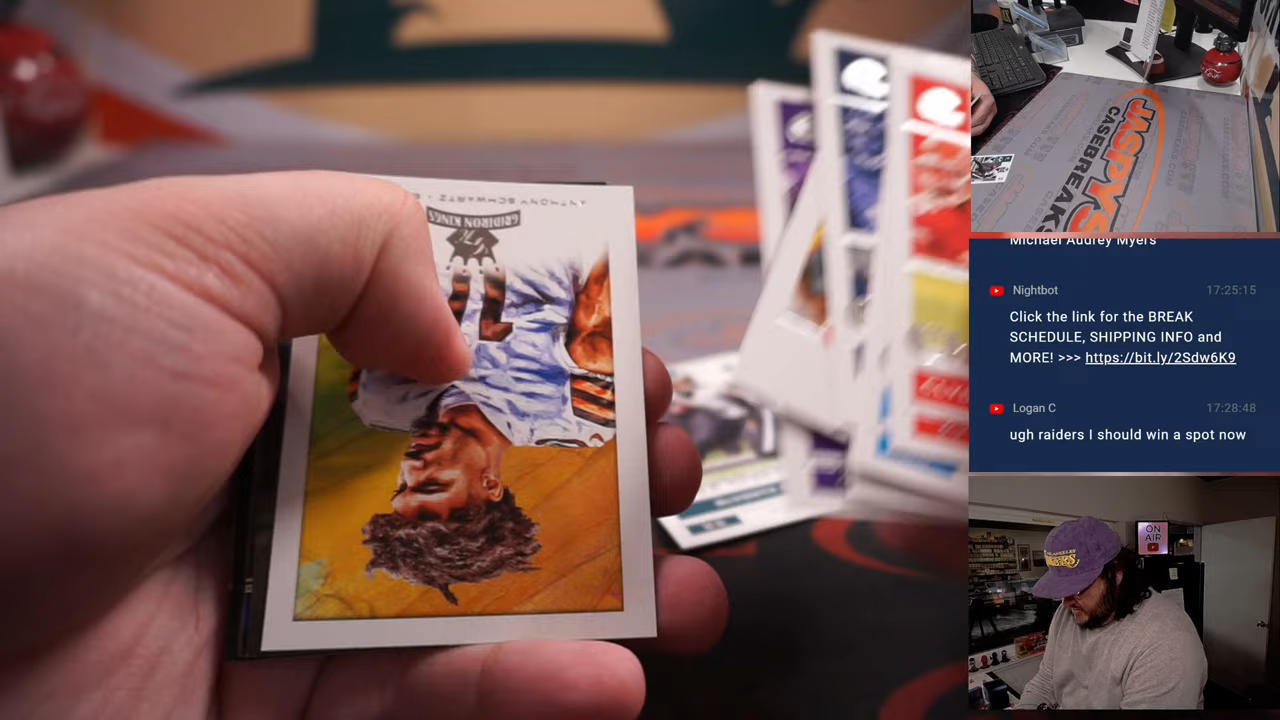 ANTHONY SCHWARTZ
GRIDIRON KINGS
JASPYS
CASEBREAKS.COM
Michael Audrey Myers
Nightbot 17:25:15
Click the link for the BREAK
SCHEDULE, SHIPPING INFO and
MORE! >>> https://bit.ly/2Sdw6K9
Logan C 17:28:48
ugh raiders I should win a spot now
ON
AIR